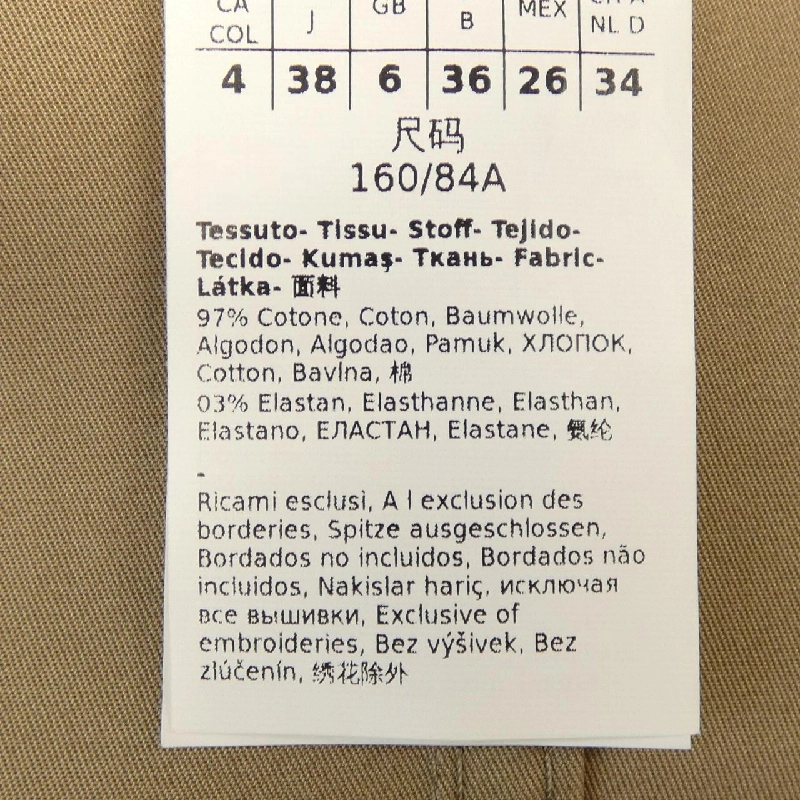 CA J GB B MEX
COL NL D
4 38 6 36 26 34
尺码
160/84A
Tessuto- Tissu- Stoff- Tejido-
Tecido- Kumaş- Ткань- Fabric-
Látka- 面料
97% Cotone, Coton, Baumwolle,
Algodon, Algodao, Pamuk, ХЛОПОК,
Cotton, Bavlna, 棉
03% Elastan, Elasthanne, Elasthan,
Elastano, ЕЛАСТАН, Elastane, 氨纶
-
Ricami esclusi, A l exclusion des
borderies, Spitze ausgeschlossen,
Bordados no incluidos, Bordados não
incluidos, Nakislar hariç, исключая
все вышивки, Exclusive of
embroideries, Bez výšivek, Bez
zlúčenín, 绣花除外